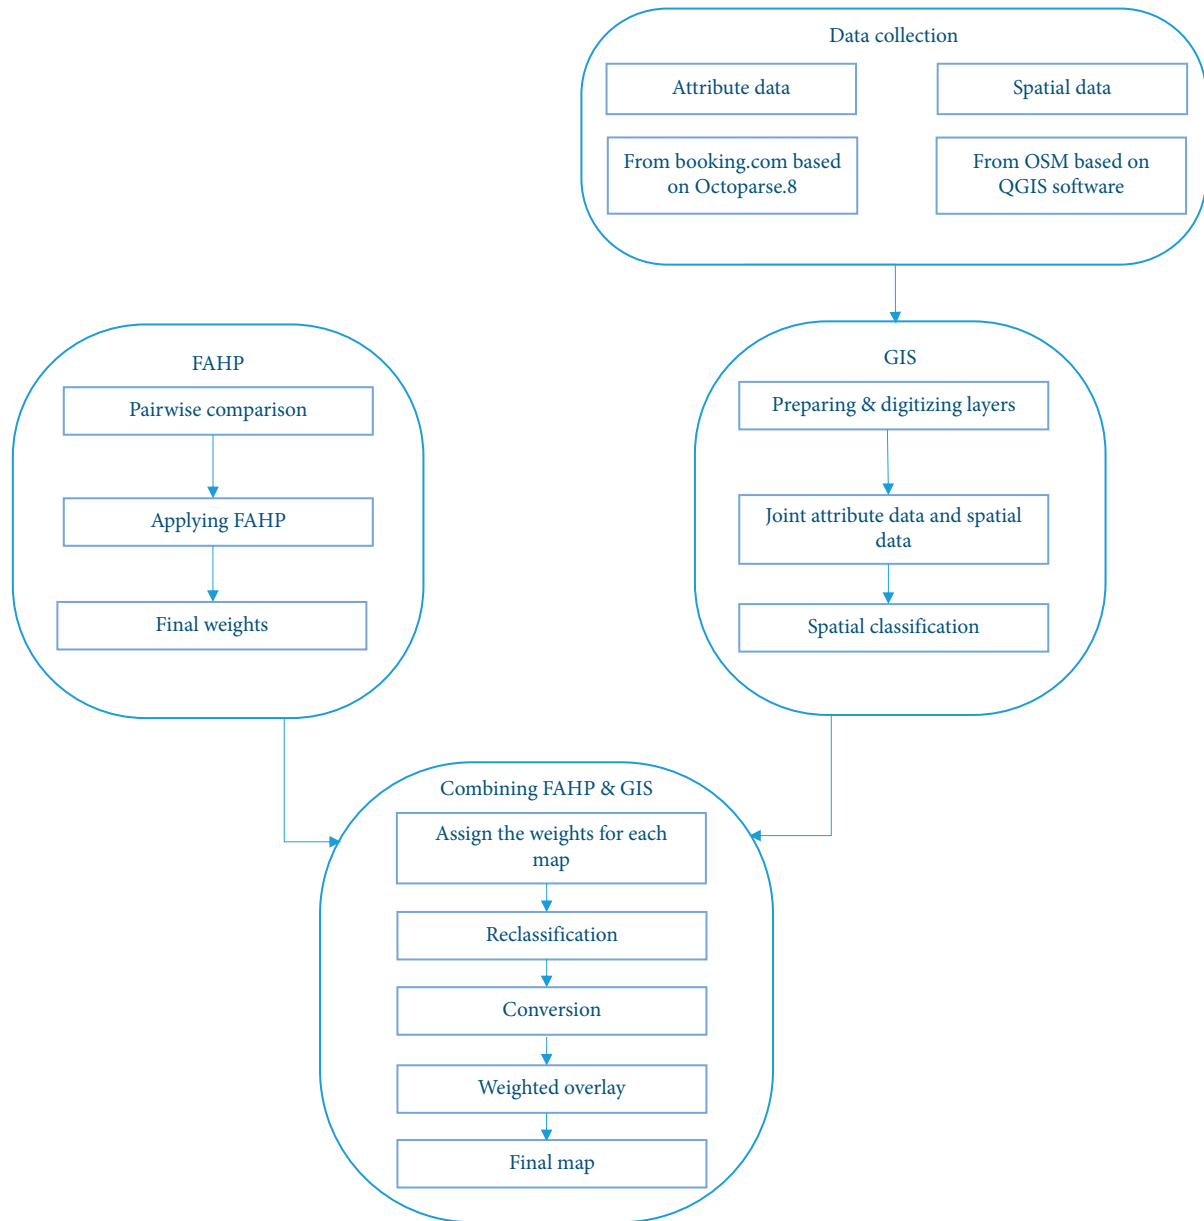 Data collection
Attribute data
Spatial data
From booking.com based
on Octoparse.8
From OSM based on
QGIS software
FAHP
Pairwise comparison
Applying FAHP
Final weights
GIS
Preparing & digitizing layers
Joint attribute data and spatial
data
Spatial classification
Combining FAHP & GIS
Assign the weights for each
map
Reclassification
Conversion
Weighted overlay
Final map